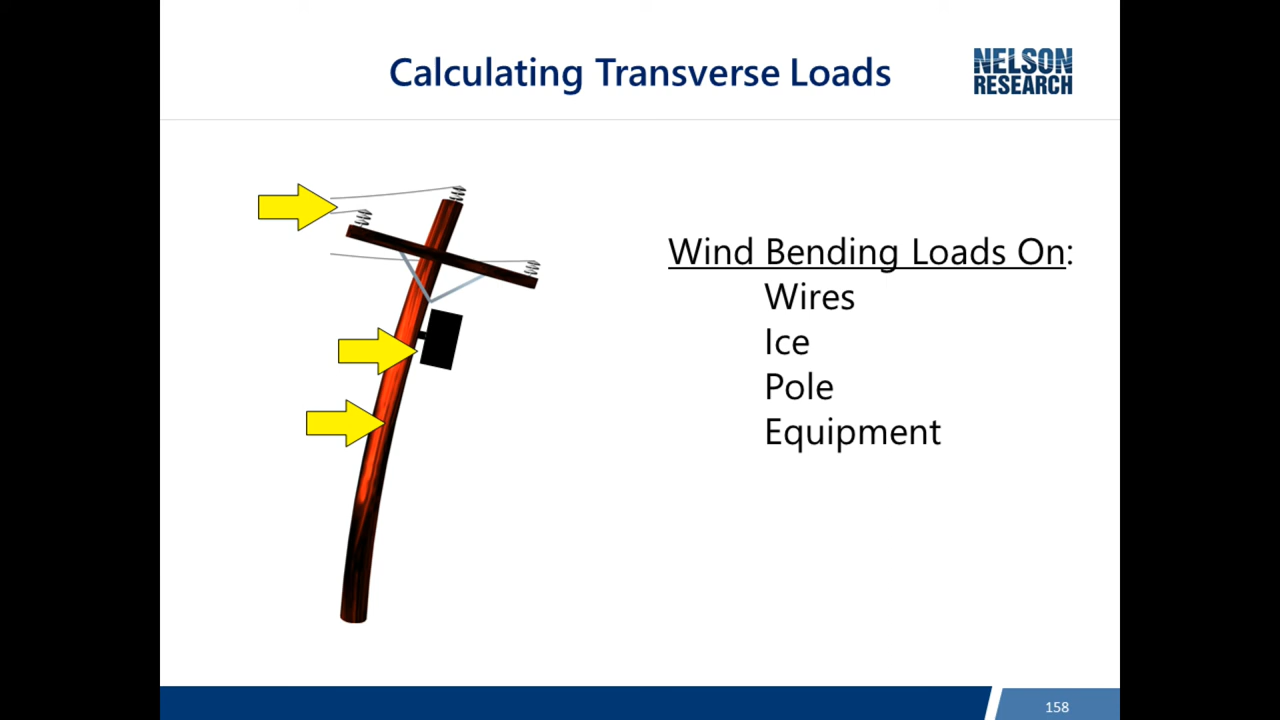 Calculating Transverse Loads
NELSON
RESEARCH
Wind Bending Loads On:
Wires
Ice
Pole
Equipment
158